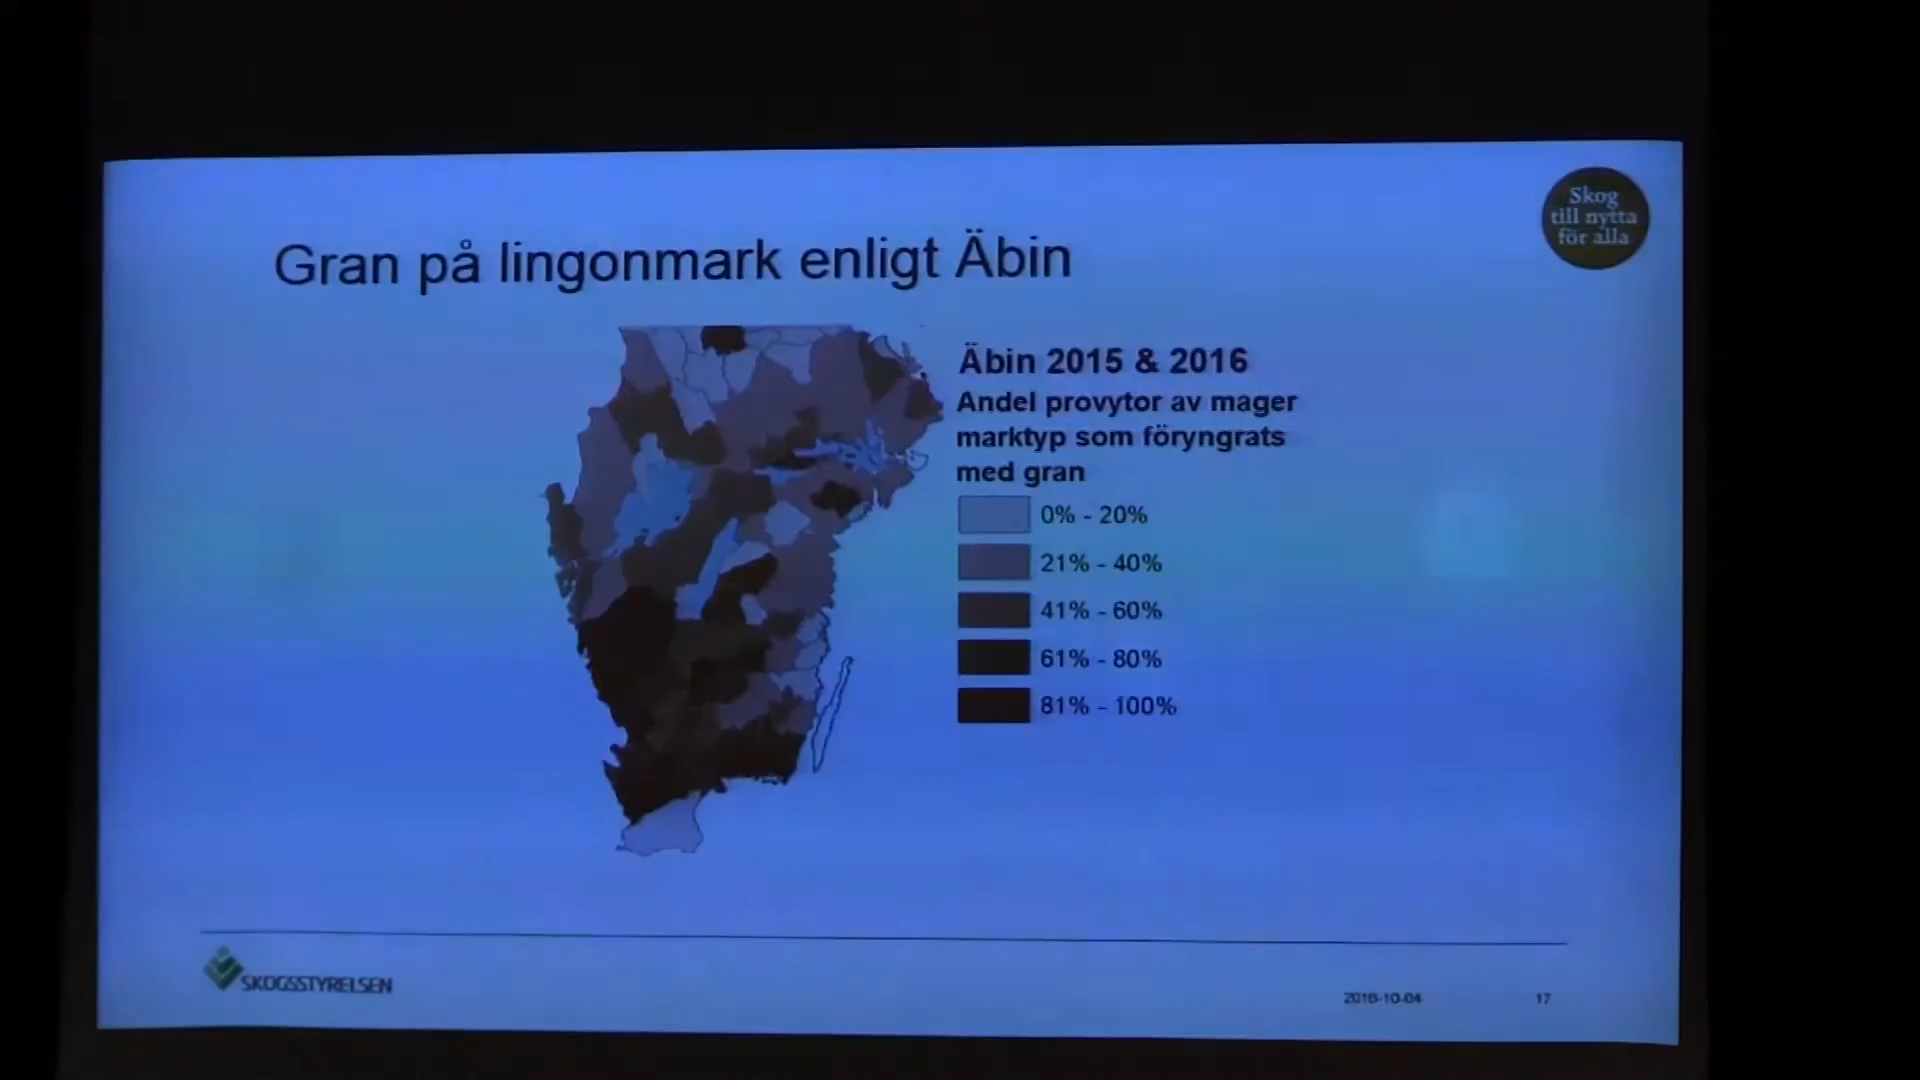 Skog
till nytta
för alla
Gran på lingonmark enligt Äbin
Äbin 2015 & 2016
Andel provytor av mager
marktyp som föryngrats
med gran
0% - 20%
21% - 40%
41% - 60%
61% - 80%
81% - 100%
SKOGSSTYRELSEN
2016-10-04
17